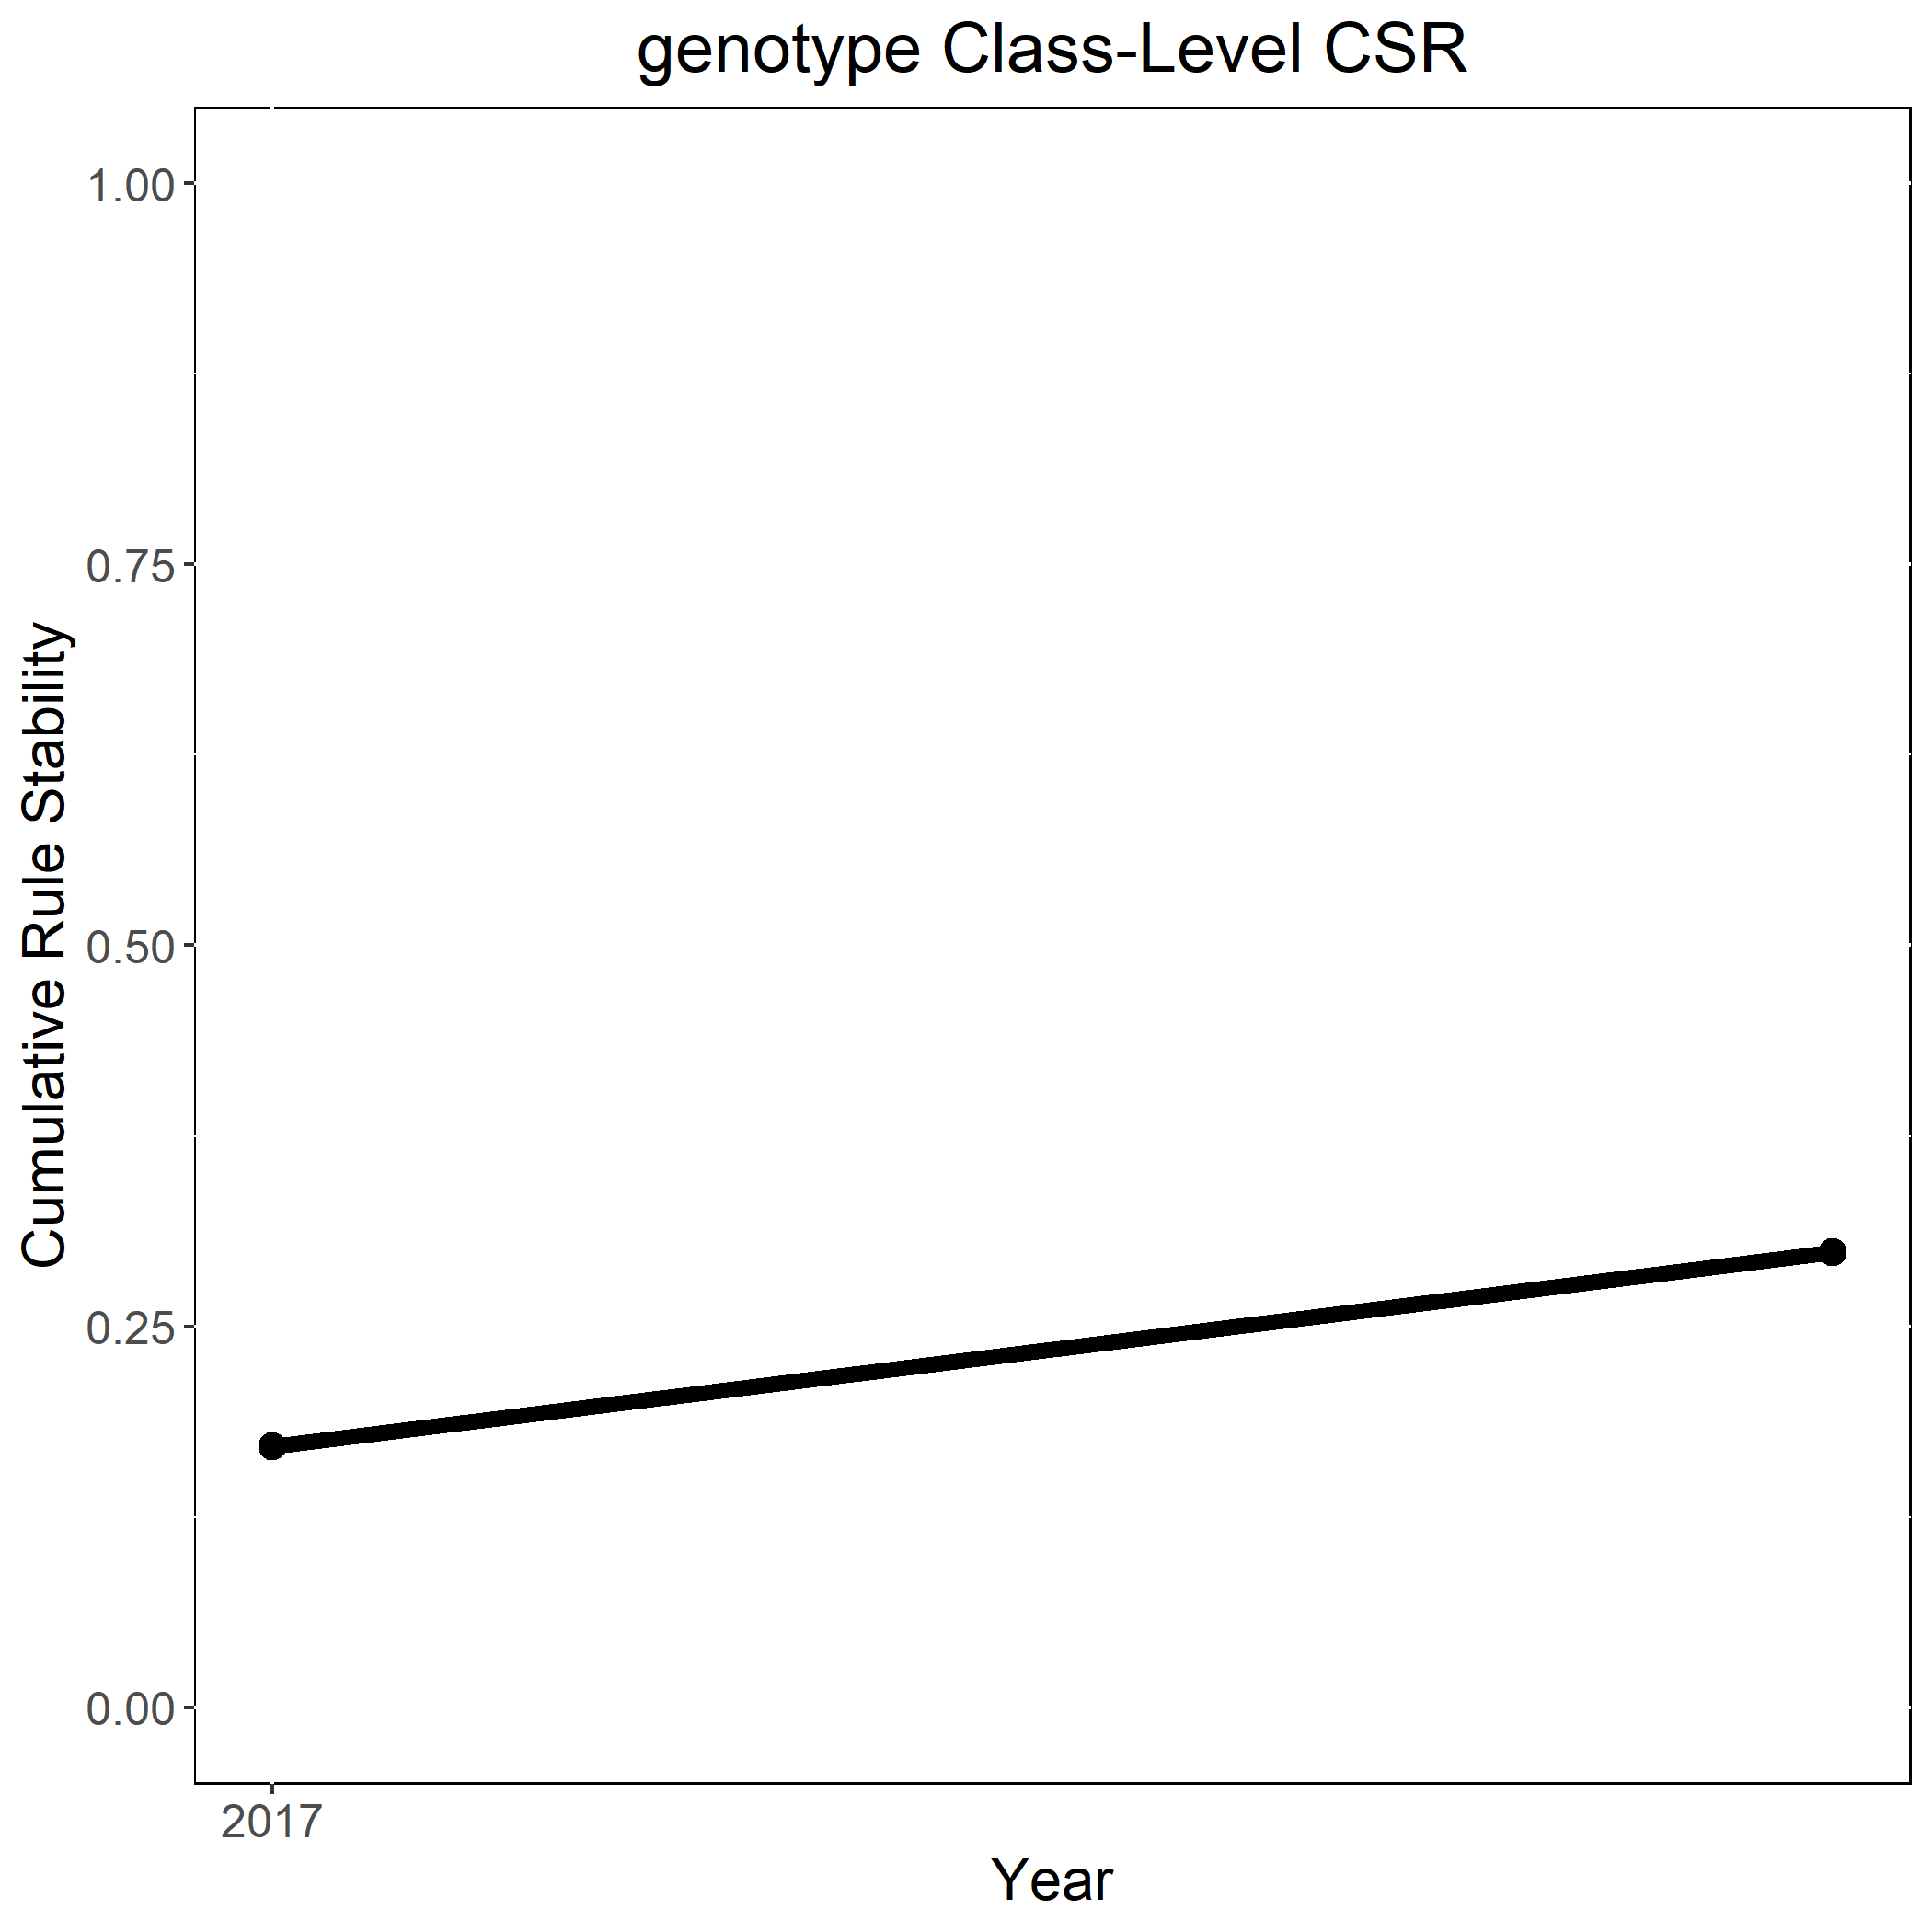 genotype Class-Level CSR
Cumulative Rule Stability
1.00
0.75
0.50
0.25
0.00
2017
Year